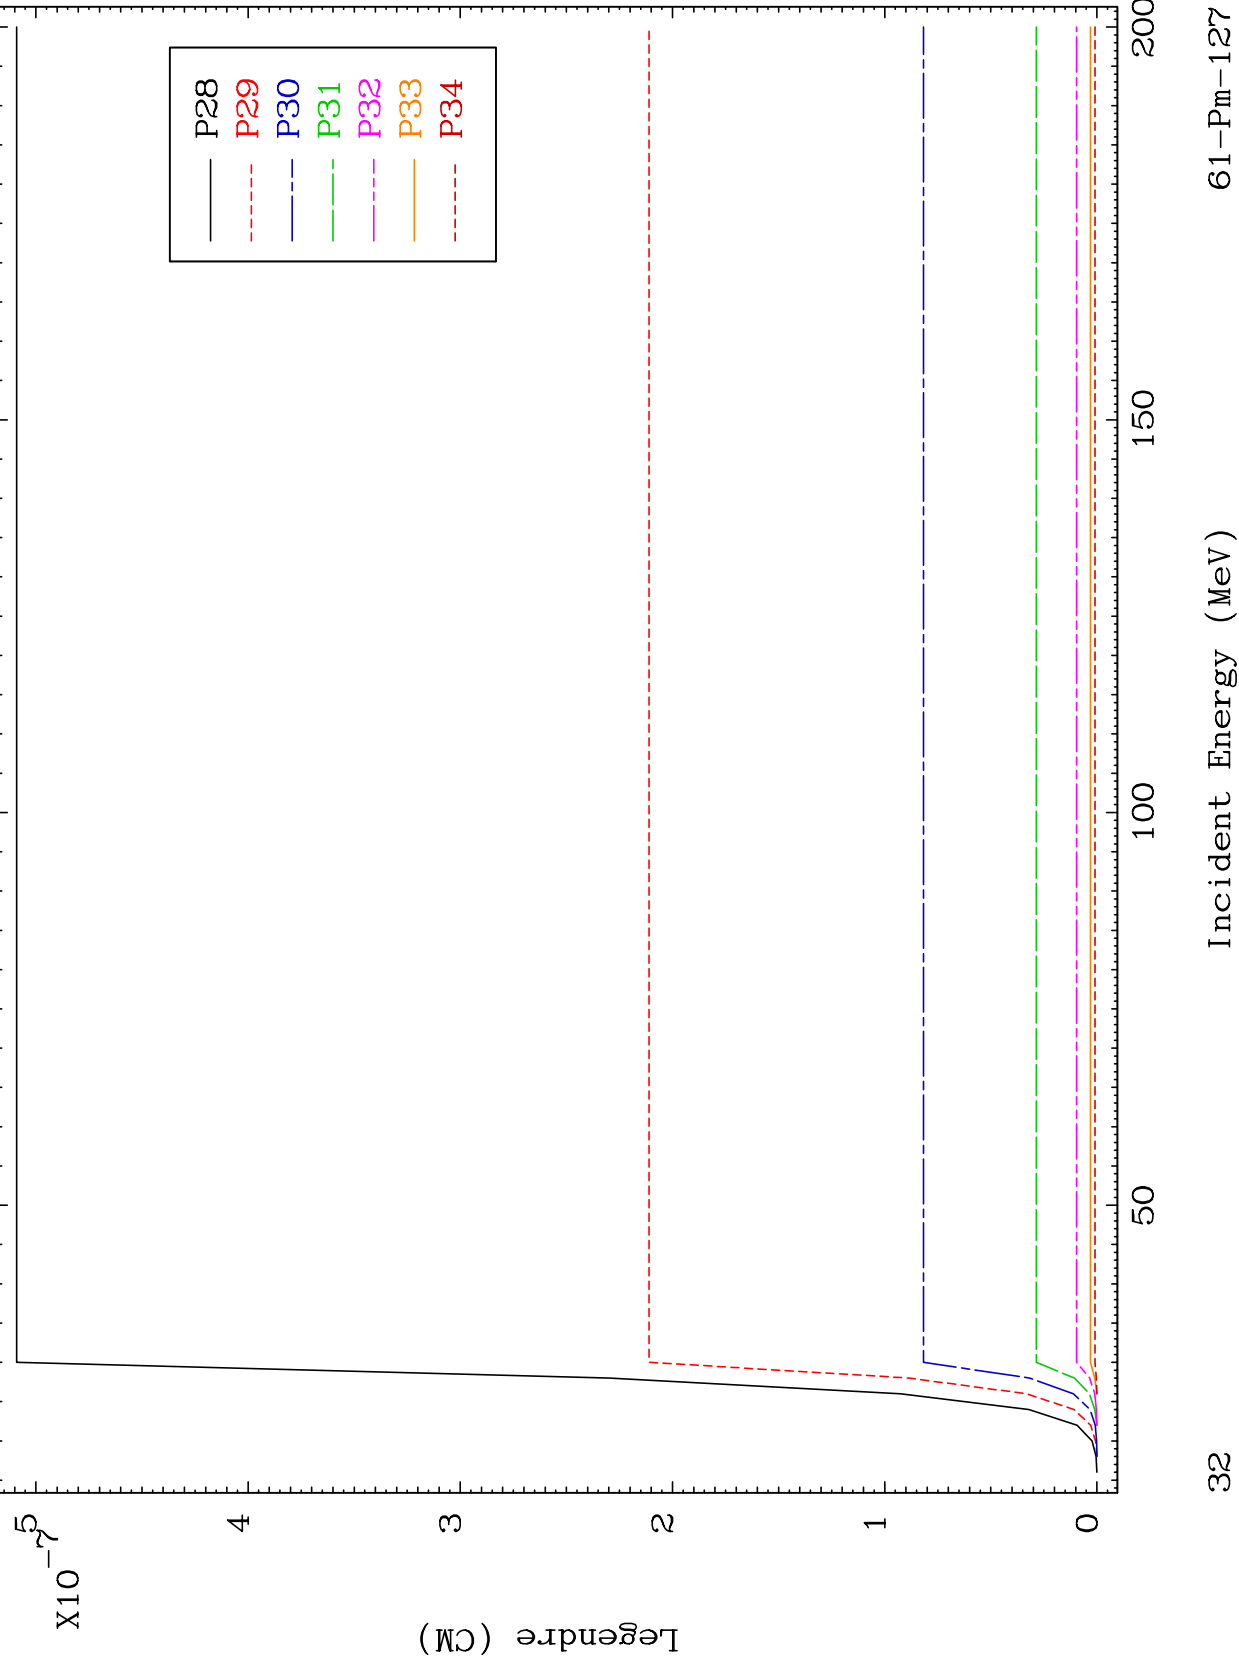 X10
-7
5
4
3
2
1
0
Legendre (CM)
P28
P29
P30
P31
P32
P33
P34
50
100
150
200
Incident Energy (MeV)
32
61-Pm-127